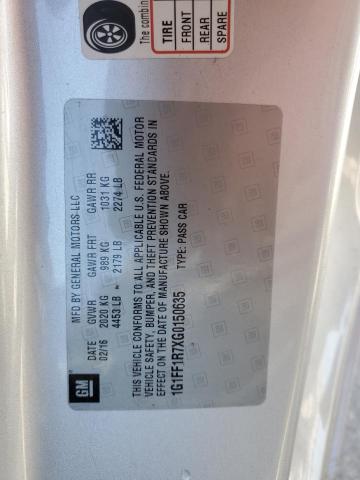 The combin
TIRE
FRONT
REAR
SPARE
GM
MFD BY GENERAL MOTORS LLC
DATE GVWR GAWR FRT GAWR RR
02/16 2020 KG 989 KG 1031 KG
4453 LB 2179 LB 2274 LB
THIS VEHICLE CONFORMS TO ALL APPLICABLE U.S. FEDERAL MOTOR
VEHICLE SAFETY, BUMPER, AND THEFT PREVENTION STANDARDS IN
EFFECT ON THE DATE OF MANUFACTURE SHOWN ABOVE.
1G1FF1R7XG0150635 TYPE: PASS CAR